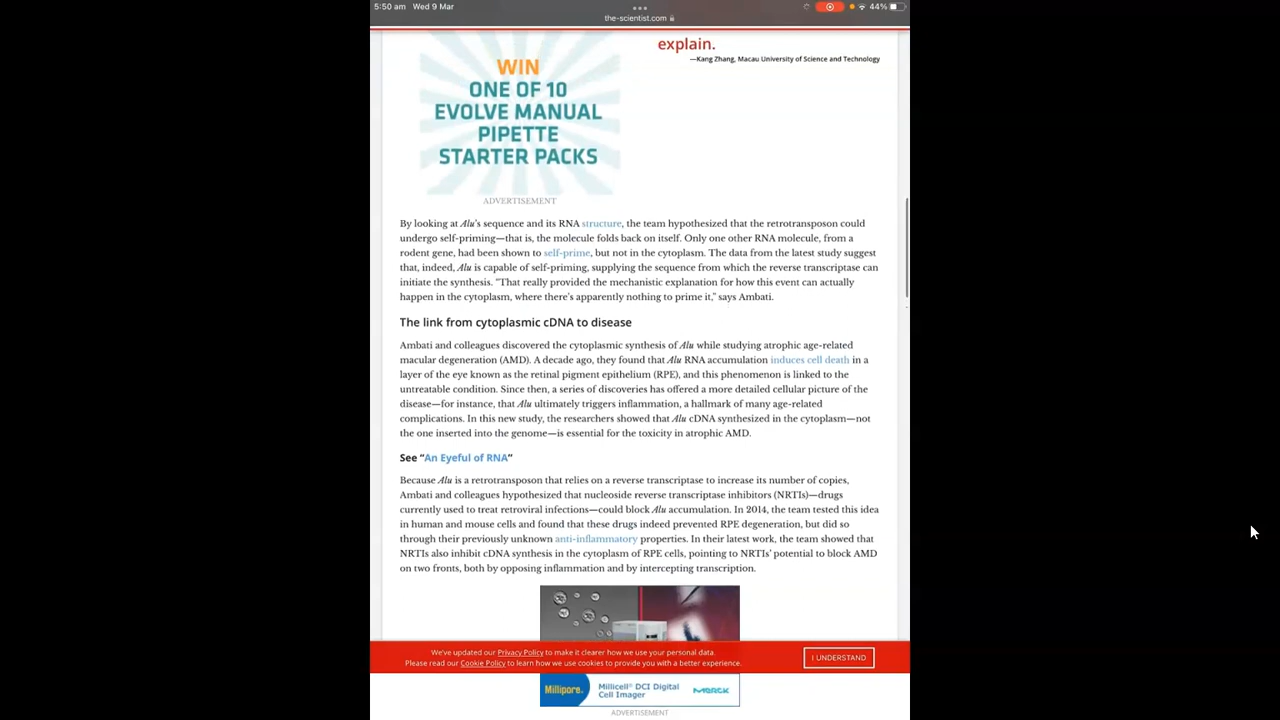 5:50 am Wed 9 Mar
44%
the-scientist.com
explain.
—Kang Zhang, Macau University of Science and Technology
WIN
ONE OF 10
EVOLVE MANUAL
PIPETTE
STARTER PACKS
ADVERTISEMENT
By looking at Alu's sequence and its RNA structure, the team hypothesized that the retrotransposon could
undergo self-priming—that is, the molecule folds back on itself. Only one other RNA molecule, from a
rodent gene, had been shown to self-prime, but not in the cytoplasm. The data from the latest study suggest
that, indeed, Alu is capable of self-priming, supplying the sequence from which the reverse transcriptase can
initiate the synthesis. "That really provided the mechanistic explanation for how this event can actually
happen in the cytoplasm, where there's apparently nothing to prime it," says Ambati.
The link from cytoplasmic cDNA to disease
Ambati and colleagues discovered the cytoplasmic synthesis of Alu while studying atrophic age-related
macular degeneration (AMD). A decade ago, they found that Alu RNA accumulation induces cell death in a
layer of the eye known as the retinal pigment epithelium (RPE), and this phenomenon is linked to the
untreatable condition. Since then, a series of discoveries has offered a more detailed cellular picture of the
disease—for instance, that Alu ultimately triggers inflammation, a hallmark of many age-related
complications. In this new study, the researchers showed that Alu cDNA synthesized in the cytoplasm—not
the one inserted into the genome—is essential for the toxicity in atrophic AMD.
See "An Eyeful of RNA"
Because Alu is a retrotransposon that relies on a reverse transcriptase to increase its number of copies,
Ambati and colleagues hypothesized that nucleoside reverse transcriptase inhibitors (NRTIs)—drugs
currently used to treat retroviral infections—could block Alu accumulation. In 2014, the team tested this idea
in human and mouse cells and found that these drugs indeed prevented RPE degeneration, but did so
through their previously unknown anti-inflammatory properties. In their latest work, the team showed that
NRTIs also inhibit cDNA synthesis in the cytoplasm of RPE cells, pointing to NRTIs' potential to block AMD
on two fronts, both by opposing inflammation and by intercepting transcription.
We've updated our Privacy Policy to make it clearer how we use your personal data.
Please read our Cookie Policy to learn how we use cookies to provide you with a better experience.
I UNDERSTAND
Millipore.
Millicell® DCI Digital
Cell Imager
MERCK
ADVERTISEMENT